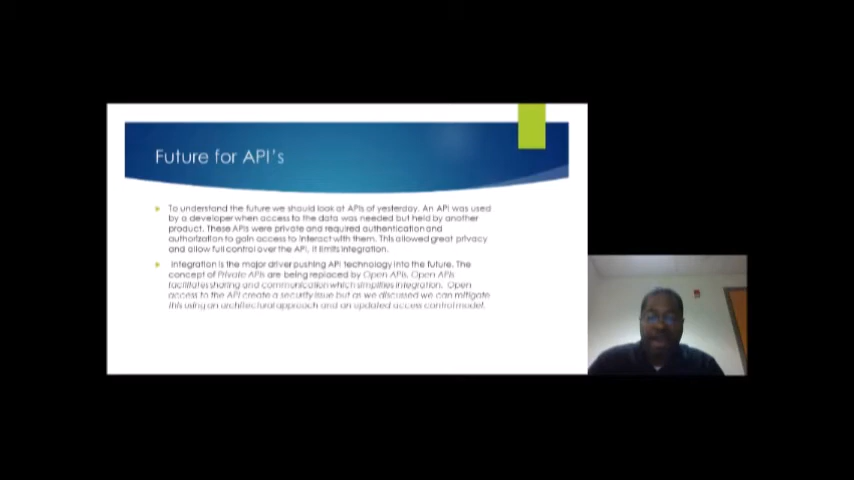 Future for API's
To understand the future we should look at APIs of yesterday. An API was used
by a developer when access to the data was needed but held by another
product. These APIs were private and required authentication and
authorization to gain access to interact with them. This allowed great privacy
and allow full control over the API, it limits integration.
Integration is the major driver pushing API technology into the future. The
concept of Private APIs are being replaced by Open APIs. Open APIs
facilitates sharing and communication which simplifies integration. Open
access to the API create a security issue but as we discussed we can mitigate
this using an architectural approach and an updated access control model.